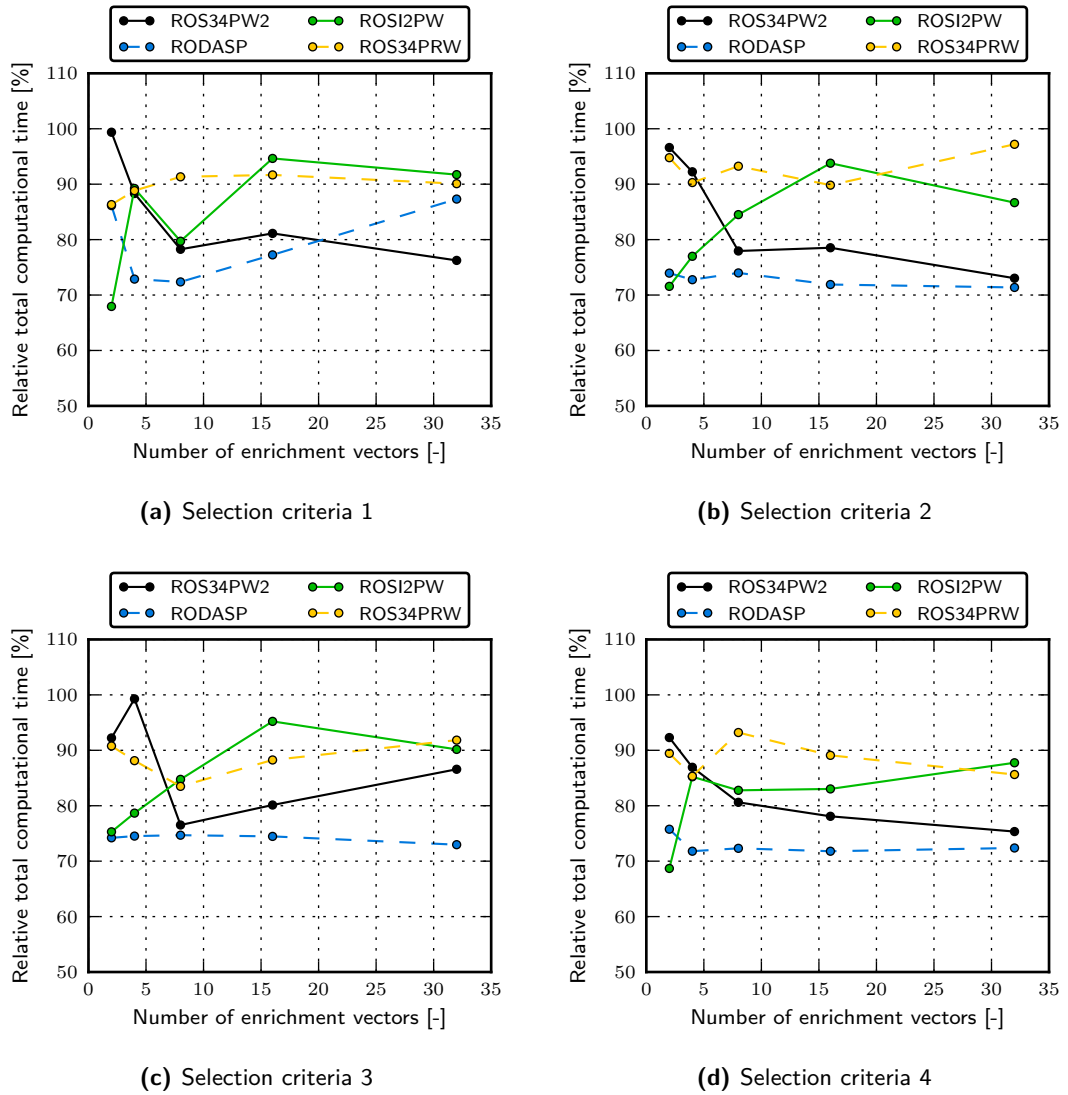 ROS34PW2 ROSI2PW
RODASP ROS34PRW
Relative total computational time [%]
110
100
90
80
70
60
50
0 5 10 15 20 25 30 35
Number of enrichment vectors [-]
(a) Selection criteria 1
ROS34PW2 ROSI2PW
RODASP ROS34PRW
Relative total computational time [%]
110
100
90
80
70
60
50
0 5 10 15 20 25 30 35
Number of enrichment vectors [-]
(b) Selection criteria 2
ROS34PW2 ROSI2PW
RODASP ROS34PRW
Relative total computational time [%]
110
100
90
80
70
60
50
0 5 10 15 20 25 30 35
Number of enrichment vectors [-]
(c) Selection criteria 3
ROS34PW2 ROSI2PW
RODASP ROS34PRW
Relative total computational time [%]
110
100
90
80
70
60
50
0 5 10 15 20 25 30 35
Number of enrichment vectors [-]
(d) Selection criteria 4